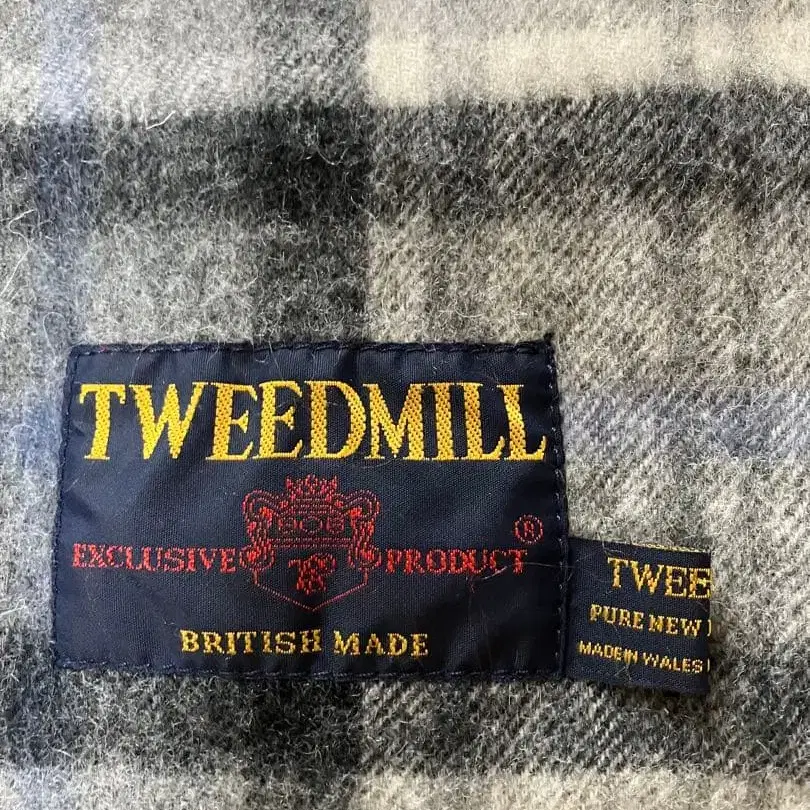 TWEEDMILL
EXCLUSIVE PRODUCT ®
BRITISH MADE
TWEE
PURE NEW
MADE IN WALES